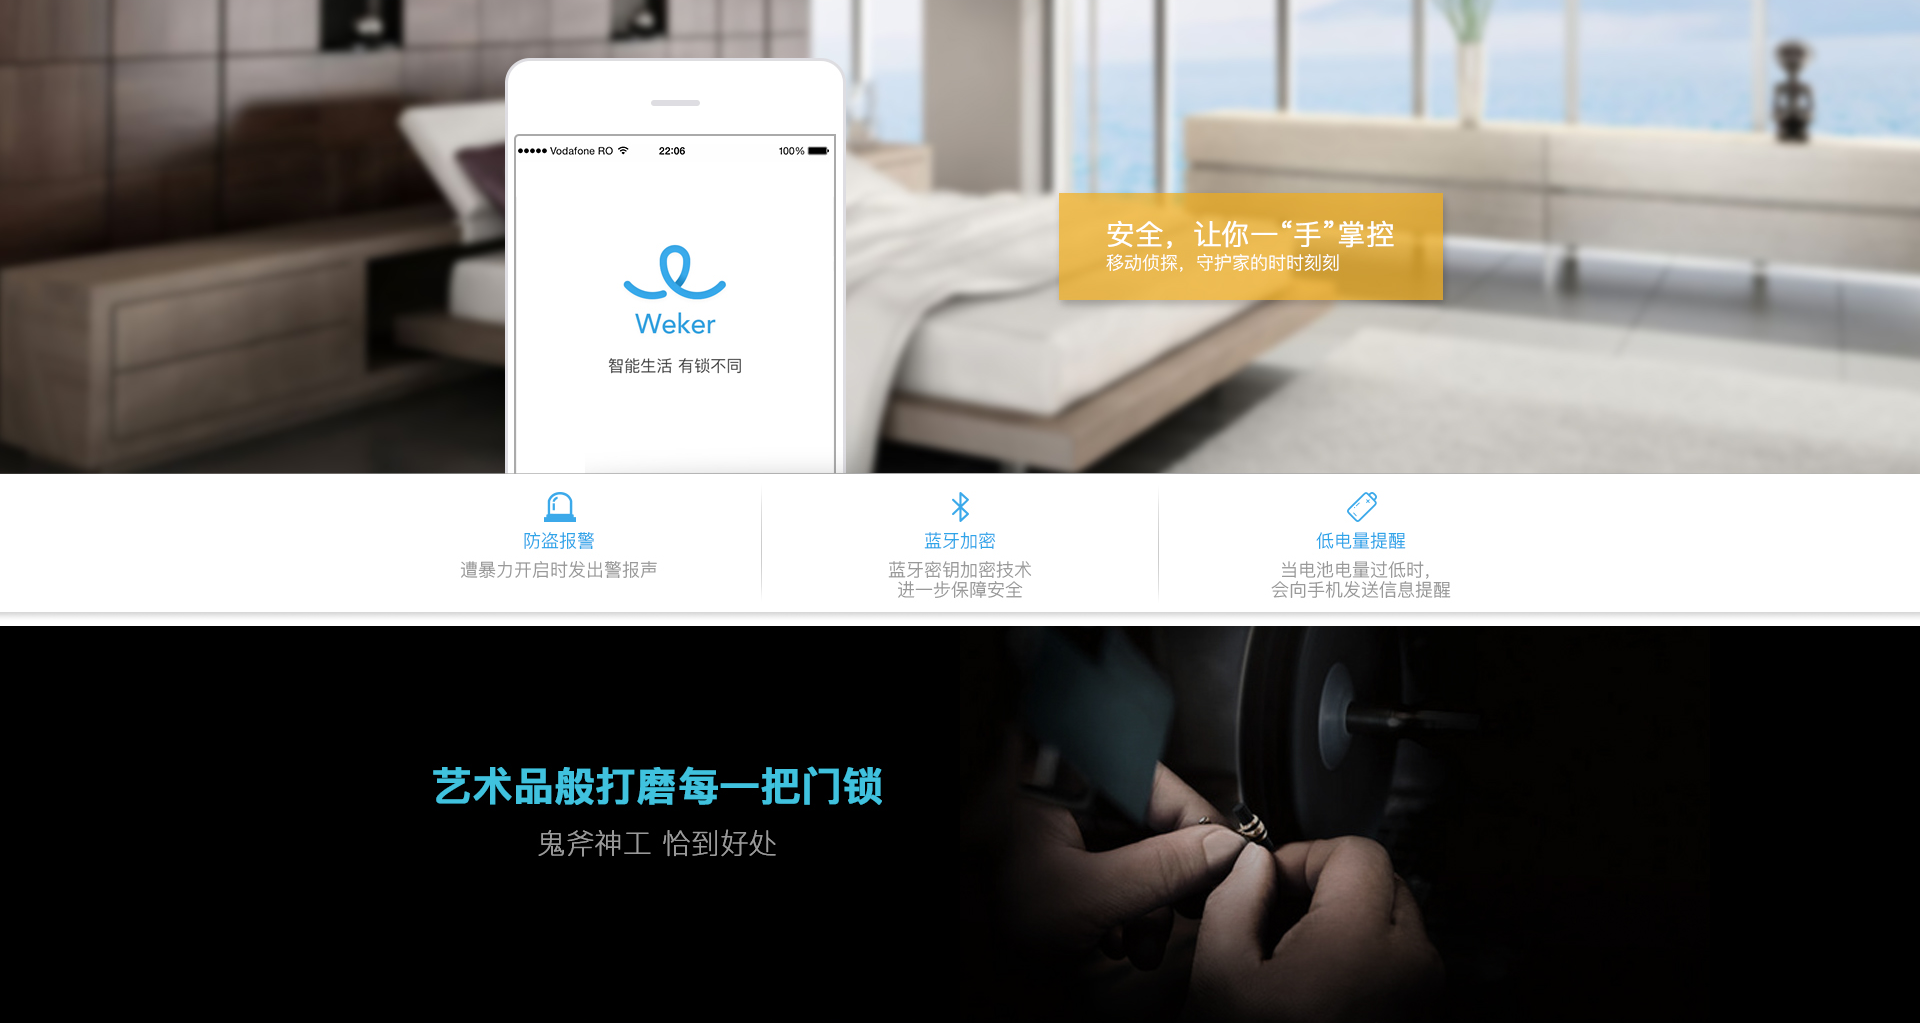 Vodafone RO
22:06
100%
Weker
智能生活 有锁不同
安全，让你一“手”掌控
移动侦探，守护家的时时刻刻
防盗报警
遭暴力开启时发出警报声
蓝牙加密
蓝牙密钥加密技术
进一步保障安全
低电量提醒
当电池电量过低时，
会向手机发送信息提醒
艺术品般打磨每一把门锁
鬼斧神工 恰到好处